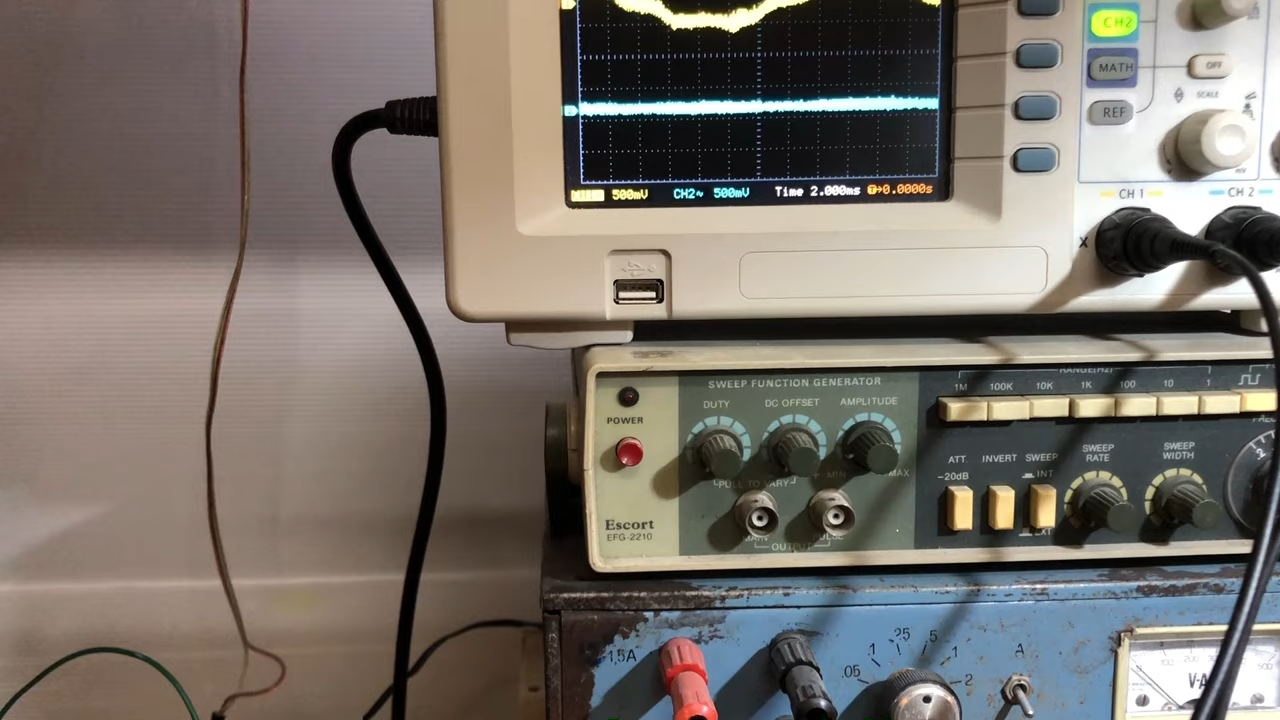 CH2
MATH
OFF
REF
SCALE
500mV CH2~ 500mV Time 2.000ms T→0.0000s
CH 1 CH 2
X
SWEEP FUNCTION GENERATOR
RANGE(HZ)
1M 100K 10K 1K 100 10 1
POWER
DUTY DC OFFSET AMPLITUDE
PULL TO VARY
MIN MAX
ATT. INVERT SWEEP SWEEP RATE SWEEP WIDTH
-20dB INT
EXT
Escort
EFG-2210
OUTPUT
1,5A
.05 .1 .25 .5 1 2
A
V-A